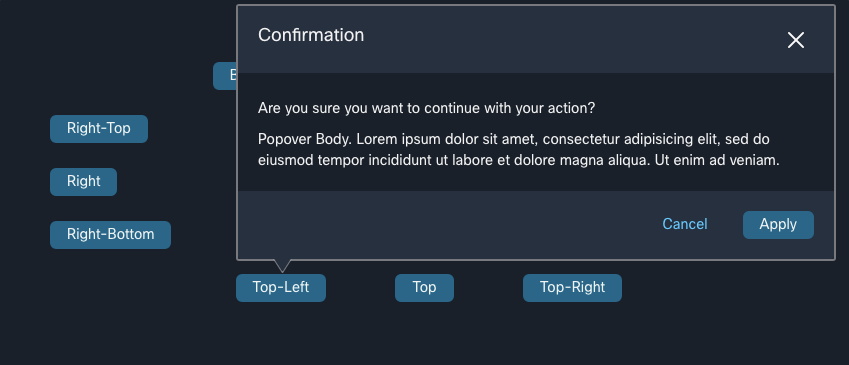 Confirmation
Right-Top
Are you sure you want to continue with your action?
Popover Body. Lorem ipsum dolor sit amet, consectetur adipisicing elit, sed do
eiusmod tempor incididunt ut labore et dolore magna aliqua. Ut enim ad veniam.
Right
Right-Bottom
Cancel
Apply
Top-Left
Top
Top-Right